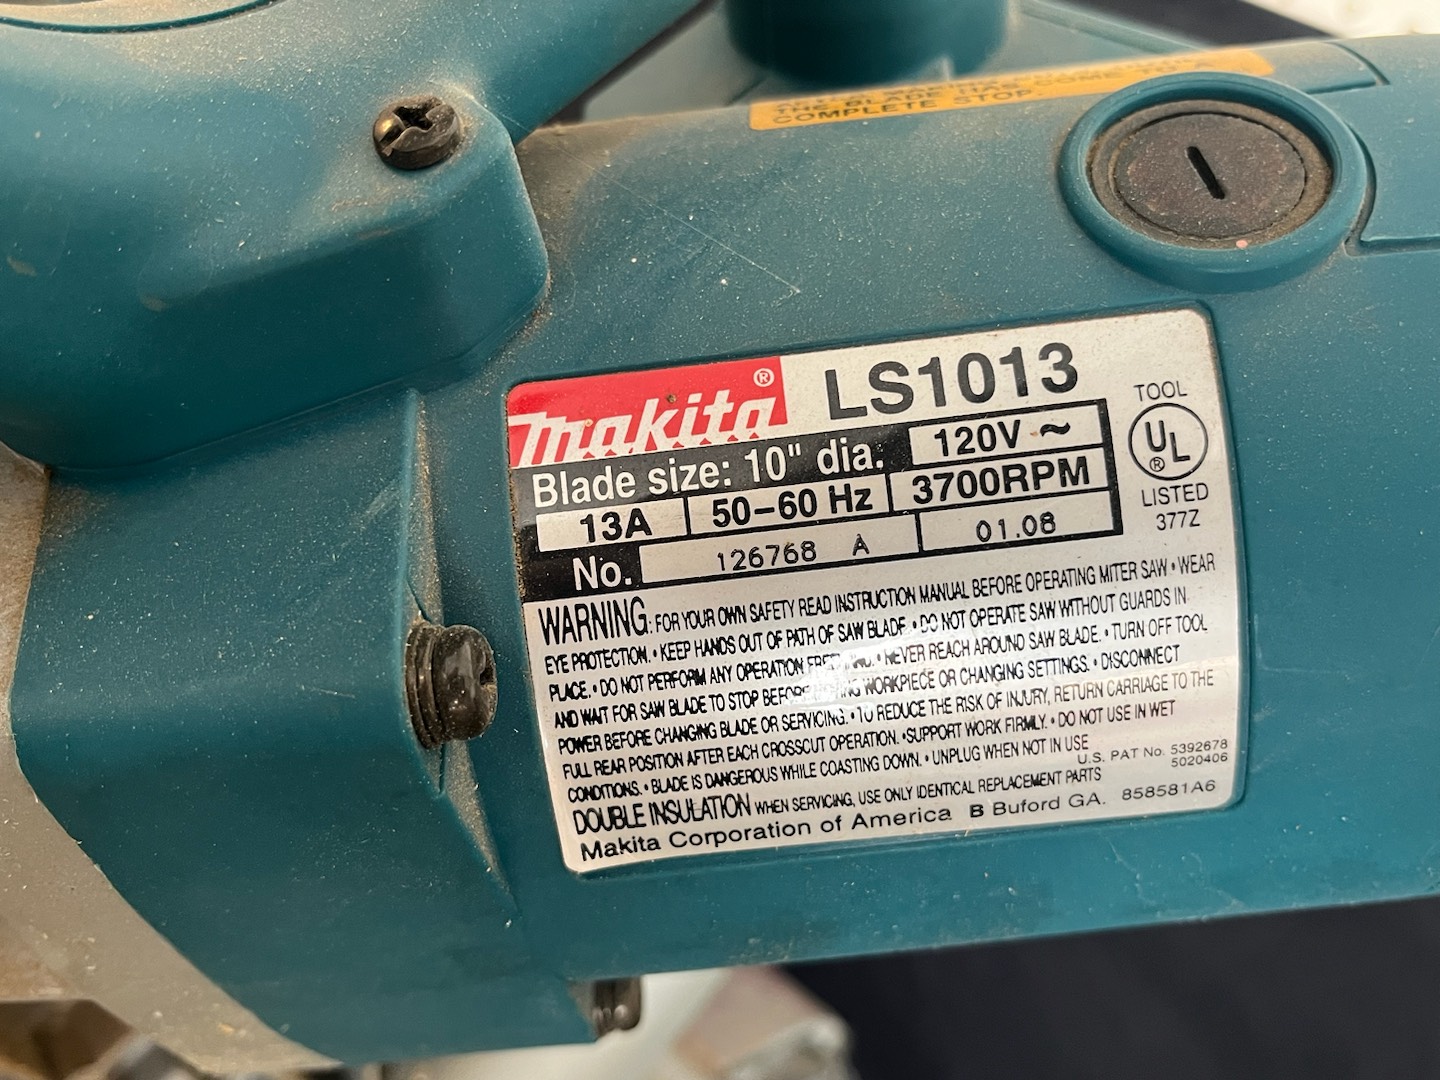 THE BLADE HAS COME TO A
COMPLETE STOP.
makita® LS1013
TOOL
Blade size: 10" dia. 120V ~
UL®
13A 50-60 Hz 3700RPM
LISTED
377Z
No. 126768 A 01.08
WARNING: FOR YOUR OWN SAFETY READ INSTRUCTION MANUAL BEFORE OPERATING MITER SAW • WEAR
EYE PROTECTION. • KEEP HANDS OUT OF PATH OF SAW BLADE. • DO NOT OPERATE SAW WITHOUT GUARDS IN
PLACE. • DO NOT PERFORM ANY OPERATION • NEVER REACH AROUND SAW BLADE. • TURN OFF TOOL
AND WAIT FOR SAW BLADE TO STOP BEFORE WORKPIECE OR CHANGING SETTINGS. • DISCONNECT
POWER BEFORE CHANGING BLADE OR SERVICING. • TO REDUCE THE RISK OF INJURY, RETURN CARRIAGE TO THE
FULL REAR POSITION AFTER EACH CROSSCUT OPERATION. •SUPPORT WORK FIRMLY. • DO NOT USE IN WET
CONDITIONS. • BLADE IS DANGEROUS WHILE COASTING DOWN. • UNPLUG WHEN NOT IN USE
U.S. PAT No. 5392678
5020406
DOUBLE INSULATION WHEN SERVICING, USE ONLY IDENTICAL REPLACEMENT PARTS
Makita Corporation of America B Buford GA. 858581A6